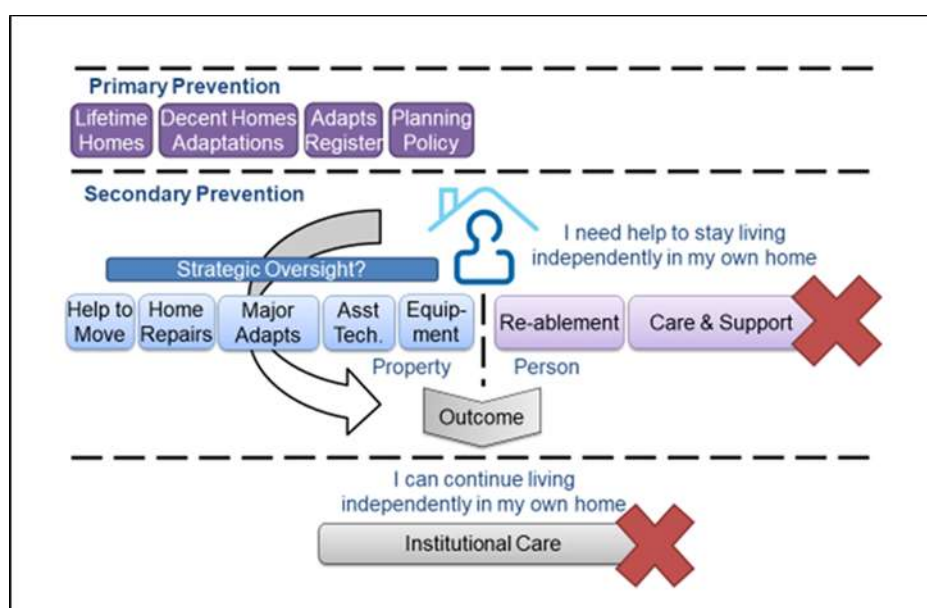 Primary Prevention
Lifetime
Homes
Decent Homes
Adaptations
Adapts
Register
Planning
Policy
Secondary Prevention
I need help to stay living
independently in my own home
Strategic Oversight?
Help to
Move
Home
Repairs
Major
Adapts
Asst
Tech.
Equip-
ment
Re-ablement
Care & Support
Property
Person
Outcome
I can continue living
independently in my own home
Institutional Care